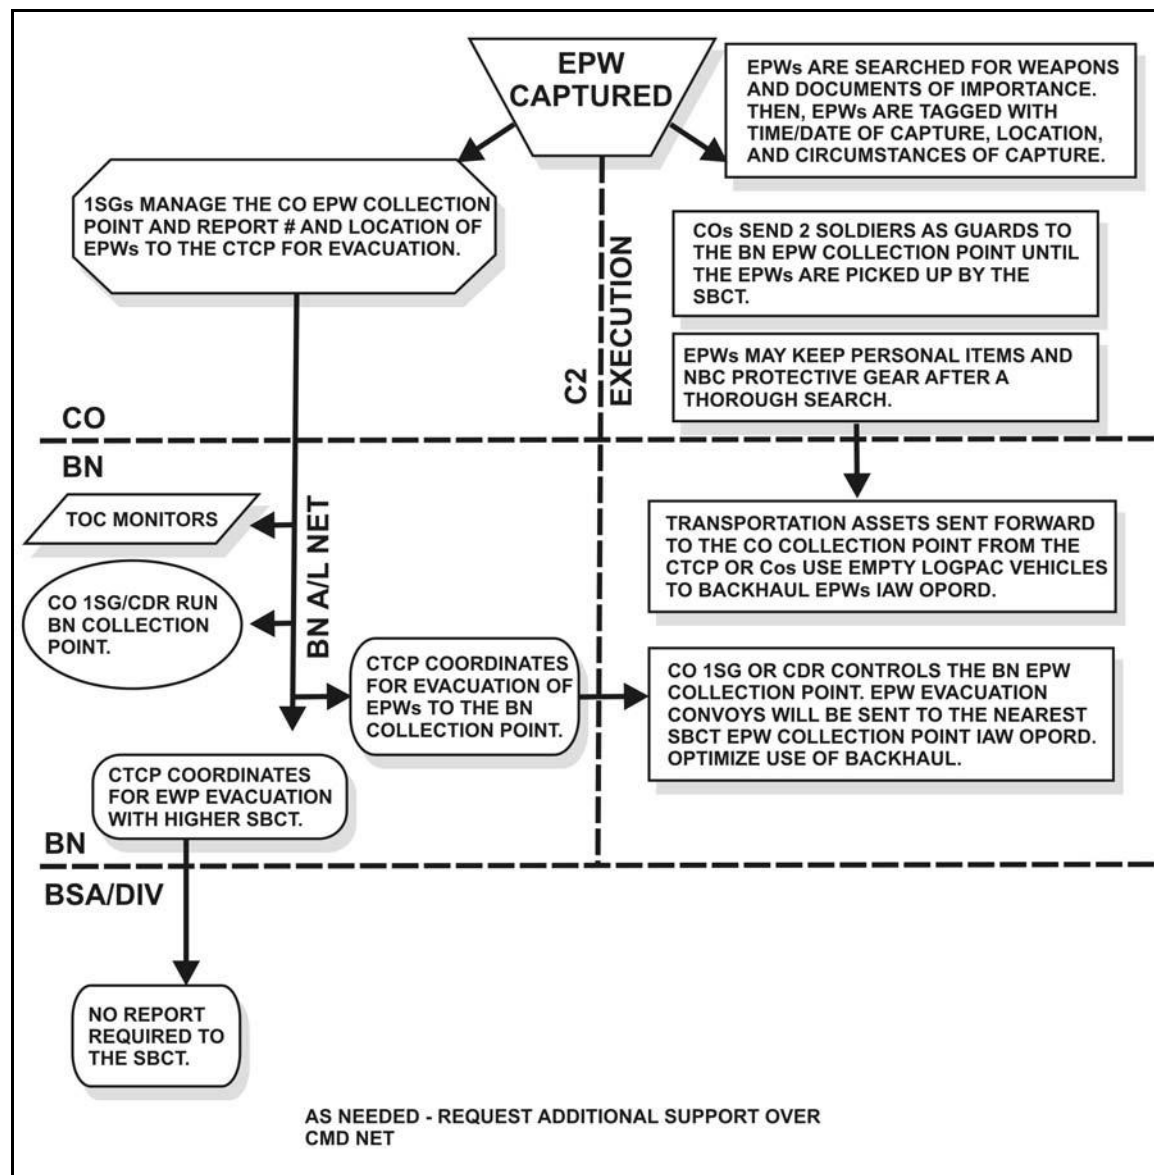 EPW
CAPTURED
EPWs ARE SEARCHED FOR WEAPONS
AND DOCUMENTS OF IMPORTANCE.
THEN, EPWs ARE TAGGED WITH
TIME/DATE OF CAPTURE, LOCATION,
AND CIRCUMSTANCES OF CAPTURE.
1SGs MANAGE THE CO EPW COLLECTION
POINT AND REPORT # AND LOCATION OF
EPWs TO THE CTCP FOR EVACUATION.
COs SEND 2 SOLDIERS AS GUARDS TO
THE BN EPW COLLECTION POINT UNTIL
THE EPWs ARE PICKED UP BY THE
SBCT.
C2
EXECUTION
EPWs MAY KEEP PERSONAL ITEMS AND
NBC PROTECTIVE GEAR AFTER A
THOROUGH SEARCH.
CO
BN
TOC MONITORS
BN A/L NET
TRANSPORTATION ASSETS SENT FORWARD
TO THE CO COLLECTION POINT FROM THE
CTCP OR Cos USE EMPTY LOGPAC VEHICLES
TO BACKHAUL EPWs IAW OPORD.
CO 1SG/CDR RUN
BN COLLECTION
POINT.
CTCP COORDINATES
FOR EVACUATION OF
EPWs TO THE BN
COLLECTION POINT.
CO 1SG OR CDR CONTROLS THE BN EPW
COLLECTION POINT. EPW EVACUATION
CONVOYS WILL BE SENT TO THE NEAREST
SBCT EPW COLLECTION POINT IAW OPORD.
OPTIMIZE USE OF BACKHAUL.
CTCP COORDINATES
FOR EWP EVACUATION
WITH HIGHER SBCT.
BN
BSA/DIV
NO REPORT
REQUIRED TO
THE SBCT.
AS NEEDED - REQUEST ADDITIONAL SUPPORT OVER
CMD NET